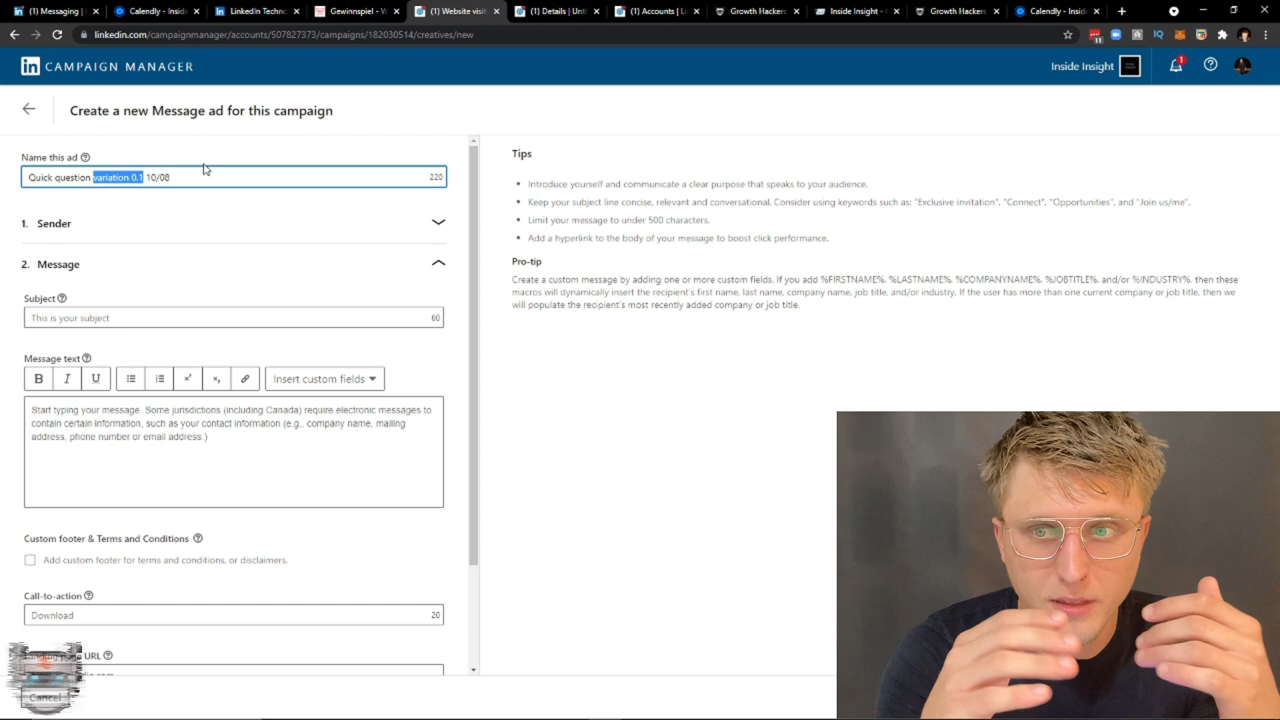 (1) Messaging |
Calendly - Inside
LinkedIn Techno
Gewinnspiel - W
(1) Website visit
(1) Details | Unt
(1) Accounts | Li
Growth Hackers
Inside Insight -
Growth Hackers
Calendly - Inside
linkedin.com/campaignmanager/accounts/507827373/campaigns/182030514/creatives/new
11
in CAMPAIGN MANAGER
Inside Insight
1
Create a new Message ad for this campaign
Name this ad
Quick question variation 0.1 10/08
220
1. Sender
2. Message
Subject
This is your subject
60
Message text
B I U
Insert custom fields
Start typing your message. Some jurisdictions (including Canada) require electronic messages to
contain certain information, such as your contact information (e.g., company name, mailing
address, phone number or email address.)
Custom footer & Terms and Conditions
Add custom footer for terms and conditions, or disclaimers.
Call-to-action
Download
20
page URL
Cancel
Tips
• Introduce yourself and communicate a clear purpose that speaks to your audience.
• Keep your subject line concise, relevant and conversational. Consider using keywords such as: "Exclusive invitation", "Connect", "Opportunities", and "Join us/me".
• Limit your message to under 500 characters.
• Add a hyperlink to the body of your message to boost click performance.
Pro-tip
Create a custom message by adding one or more custom fields. If you add %FIRSTNAME%, %LASTNAME%, %COMPANYNAME%, %JOBTITLE%, and/or %INDUSTRY%, then these
macros will dynamically insert the recipient's first name, last name, company name, job title, and/or industry. If the user has more than one current company or job title, then we
will populate the recipient's most recently added company or job title.